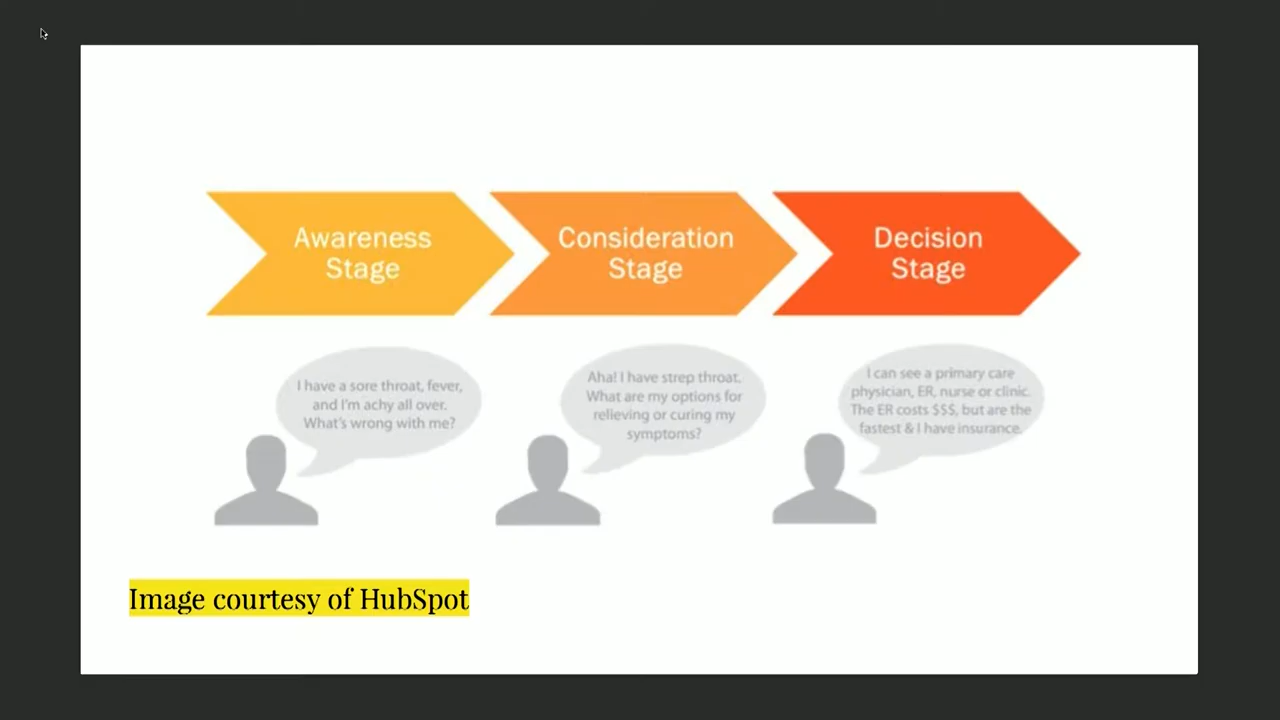 Awareness
Stage
Consideration
Stage
Decision
Stage
I have a sore throat, fever,
and I'm achy all over.
What's wrong with me?
Aha! I have strep throat.
What are my options for
relieving or curing my
symptoms?
I can see a primary care
physician, ER, nurse or clinic.
The ER costs $$$, but are the
fastest & I have insurance.
Image courtesy of HubSpot